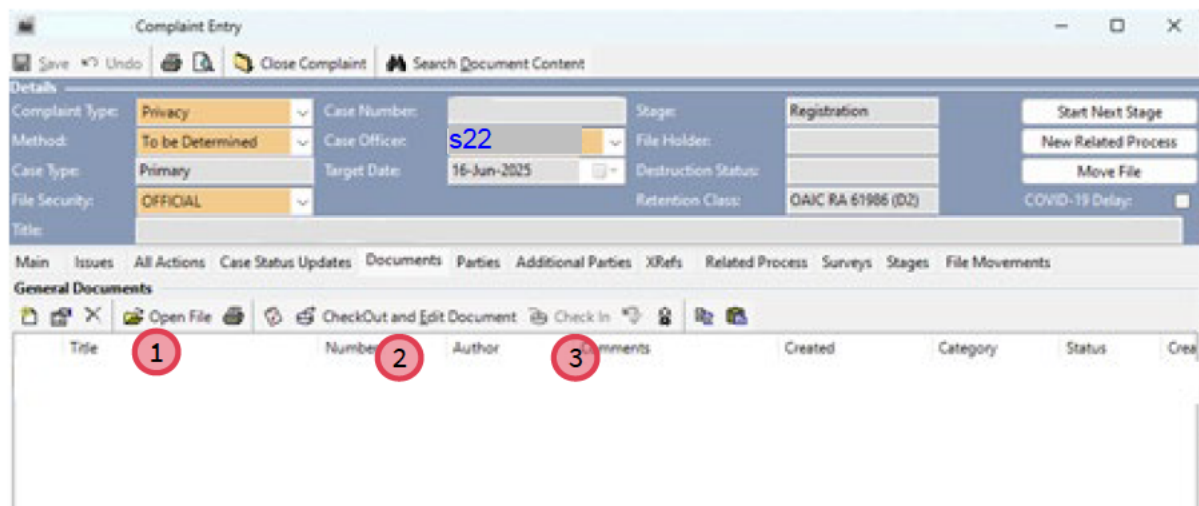 Complaint Entry
Save Undo Close Complaint Search Document Content
Details
Complaint Type: Privacy Case Number: Stage: Registration Start Next Stage
Method: To be Determined Case Officer: s22 File Holder: New Related Process
Case Type: Primary Target Date: 16-Jun-2025 Destruction Status: Move File
File Security: OFFICIAL Retention Class: OAIC RA 61986 (D2) COVID-19 Delay:
Title:
Main Issues All Actions Case Status Updates Documents Parties Additional Parties XRefs Related Process Surveys Stages File Movements
General Documents
Open File CheckOut and Edit Document Check In
Title Number Author Comments Created Category Status Crea
1 2 3